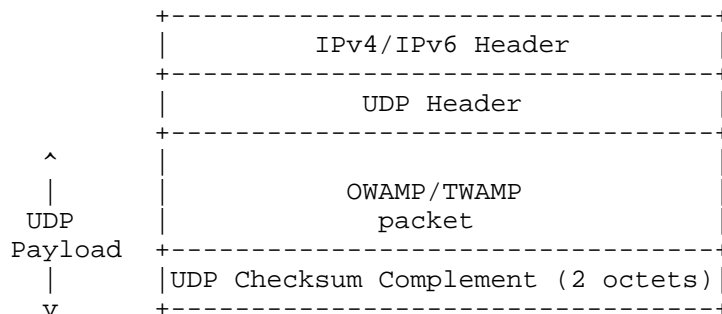 IPv4/IPv6 Header
UDP Header
OWAMP/TWAMP
UDP packet
Payload
UDP Checksum Complement (2 octets)